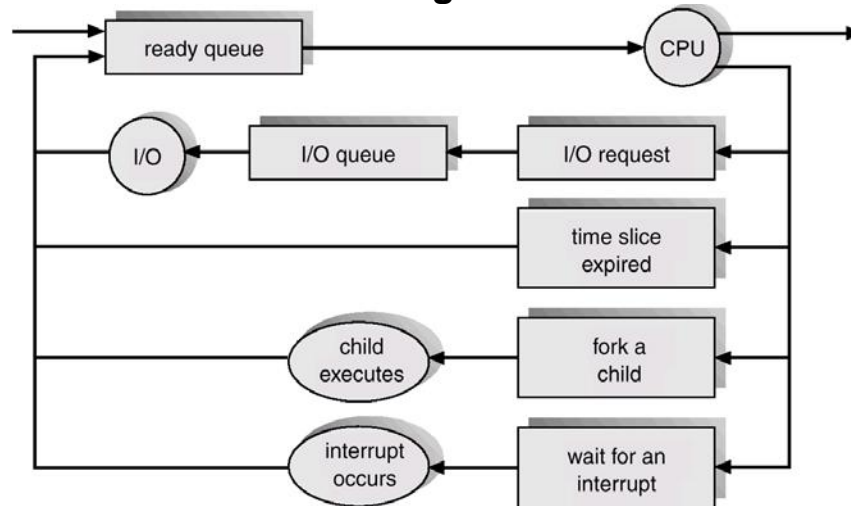 ready queue
CPU
I/O
I/O queue
I/O request
time slice
expired
child
executes
fork a
child
interrupt
occurs
wait for an
interrupt